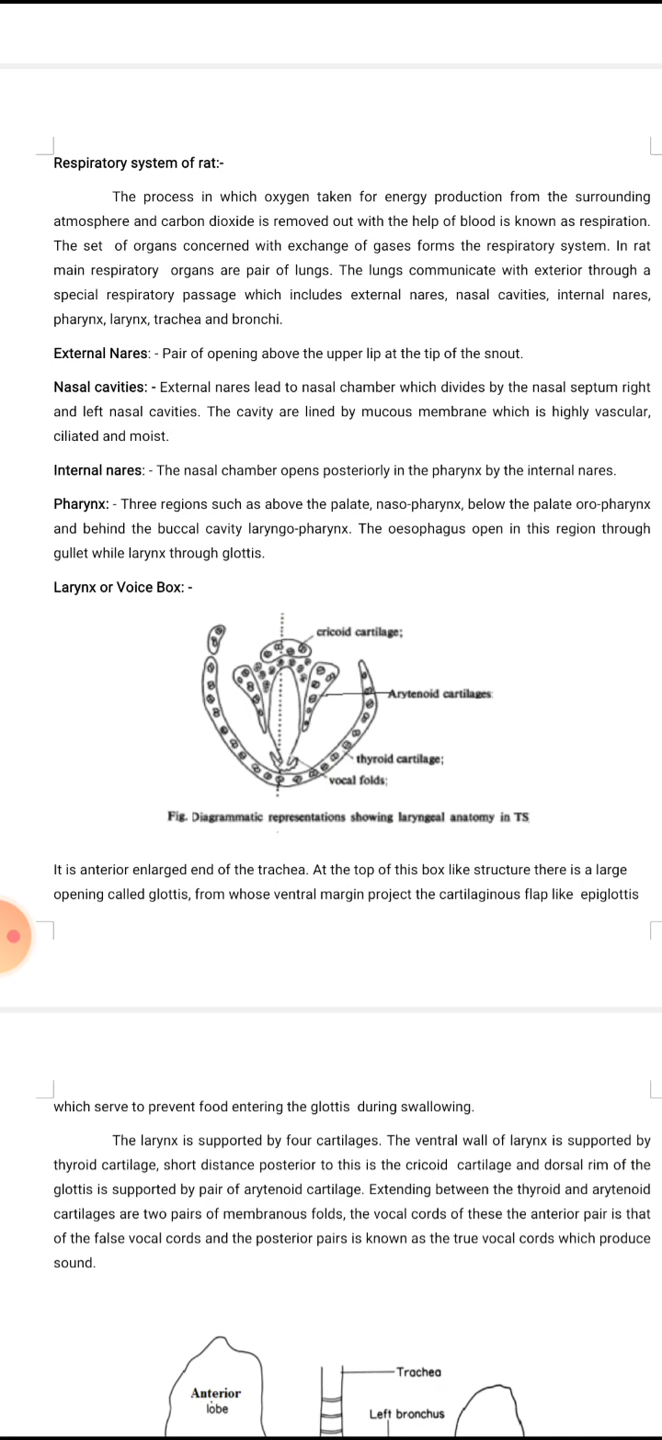 Respiratory system of rat:-
The process in which oxygen taken for energy production from the surrounding
atmosphere and carbon dioxide is removed out with the help of blood is known as respiration.
The set of organs concerned with exchange of gases forms the respiratory system. In rat
main respiratory organs are pair of lungs. The lungs communicate with exterior through a
special respiratory passage which includes external nares, nasal cavities, internal nares,
pharynx, larynx, trachea and bronchi.
External Nares: - Pair of opening above the upper lip at the tip of the snout.
Nasal cavities: - External nares lead to nasal chamber which divides by the nasal septum right
and left nasal cavities. The cavity are lined by mucous membrane which is highly vascular,
ciliated and moist.
Internal nares: - The nasal chamber opens posteriorly in the pharynx by the internal nares.
Pharynx: - Three regions such as above the palate, naso-pharynx, below the palate oro-pharynx
and behind the buccal cavity laryngo-pharynx. The oesophagus open in this region through
gullet while larynx through glottis.
Larynx or Voice Box: -
cricoid cartilage;
Arytenoid cartilages
thyroid cartilage;
vocal folds;
Fig. Diagrammatic representations showing laryngeal anatomy in TS
It is anterior enlarged end of the trachea. At the top of this box like structure there is a large
opening called glottis, from whose ventral margin project the cartilaginous flap like epiglottis
which serve to prevent food entering the glottis during swallowing.
The larynx is supported by four cartilages. The ventral wall of larynx is supported by
thyroid cartilage, short distance posterior to this is the cricoid cartilage and dorsal rim of the
glottis is supported by pair of arytenoid cartilage. Extending between the thyroid and arytenoid
cartilages are two pairs of membranous folds, the vocal cords of these the anterior pair is that
of the false vocal cords and the posterior pairs is known as the true vocal cords which produce
sound.
Trachea
Anterior
lobe
Left bronchus